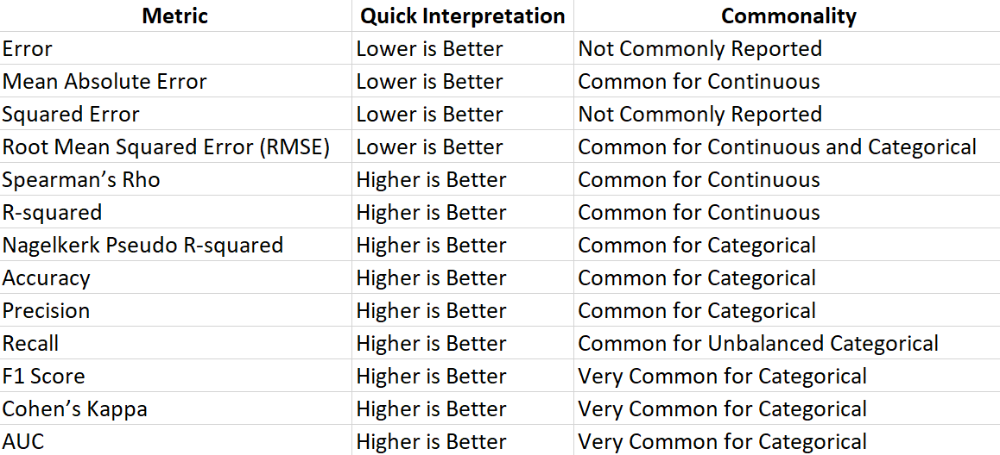 Metric Quick Interpretation Commonality
Error Lower is Better Not Commonly Reported
Mean Absolute Error Lower is Better Common for Continuous
Squared Error Lower is Better Not Commonly Reported
Root Mean Squared Error (RMSE) Lower is Better Common for Continuous and Categorical
Spearman’s Rho Higher is Better Common for Continuous
R-squared Higher is Better Common for Continuous
Nagelkerk Pseudo R-squared Higher is Better Common for Categorical
Accuracy Higher is Better Common for Categorical
Precision Higher is Better Common for Categorical
Recall Higher is Better Common for Unbalanced Categorical
F1 Score Higher is Better Very Common for Categorical
Cohen’s Kappa Higher is Better Very Common for Categorical
AUC Higher is Better Very Common for Categorical